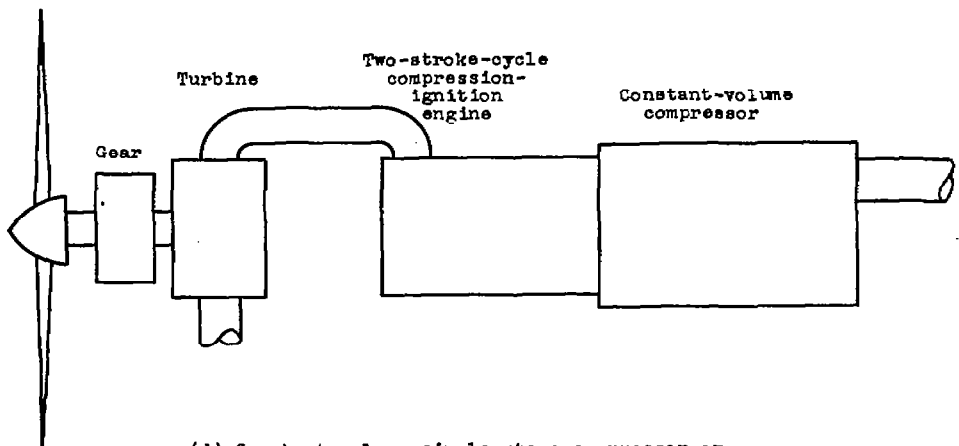 Turbine
Two-stroke-cycle
compression-
ignition
engine
Constant-volume
compressor
Gear